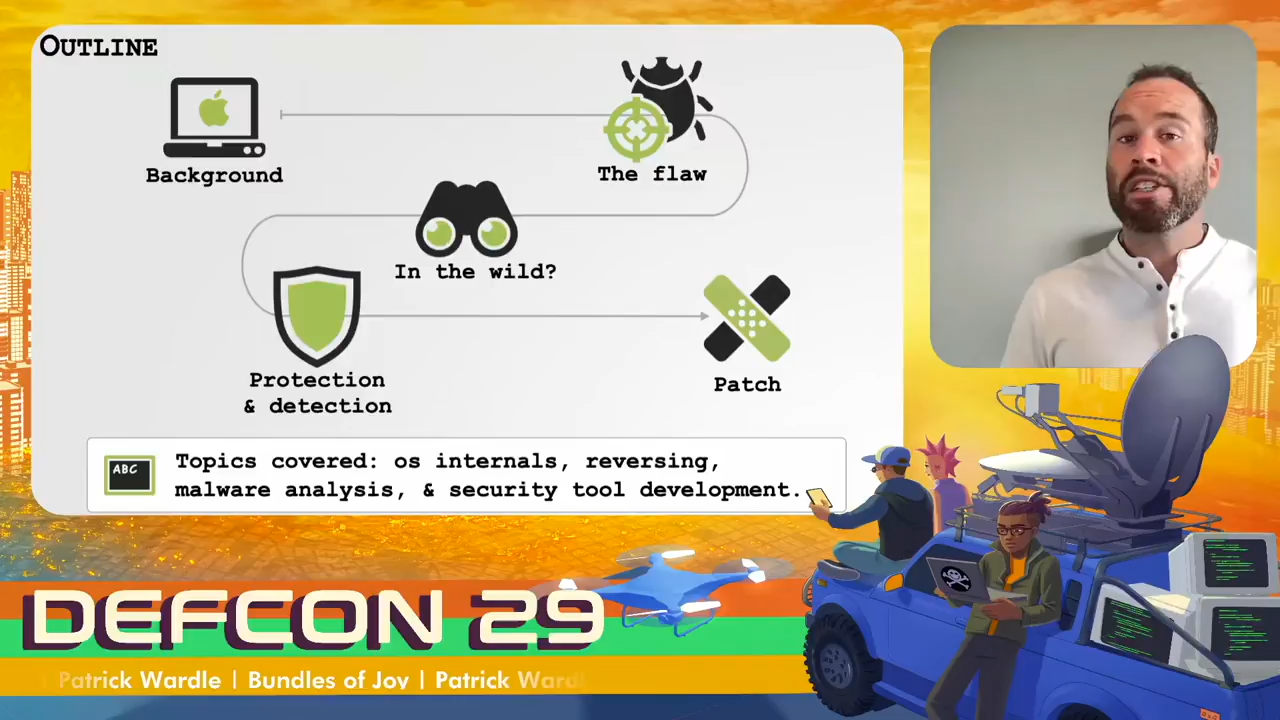 OUTLINE
Background
The flaw
In the wild?
Protection
& detection
Patch
ABC
Topics covered: os internals, reversing,
malware analysis, & security tool development.
DEFCON 29
Patrick Wardle | Bundles of Joy | Patrick Ward